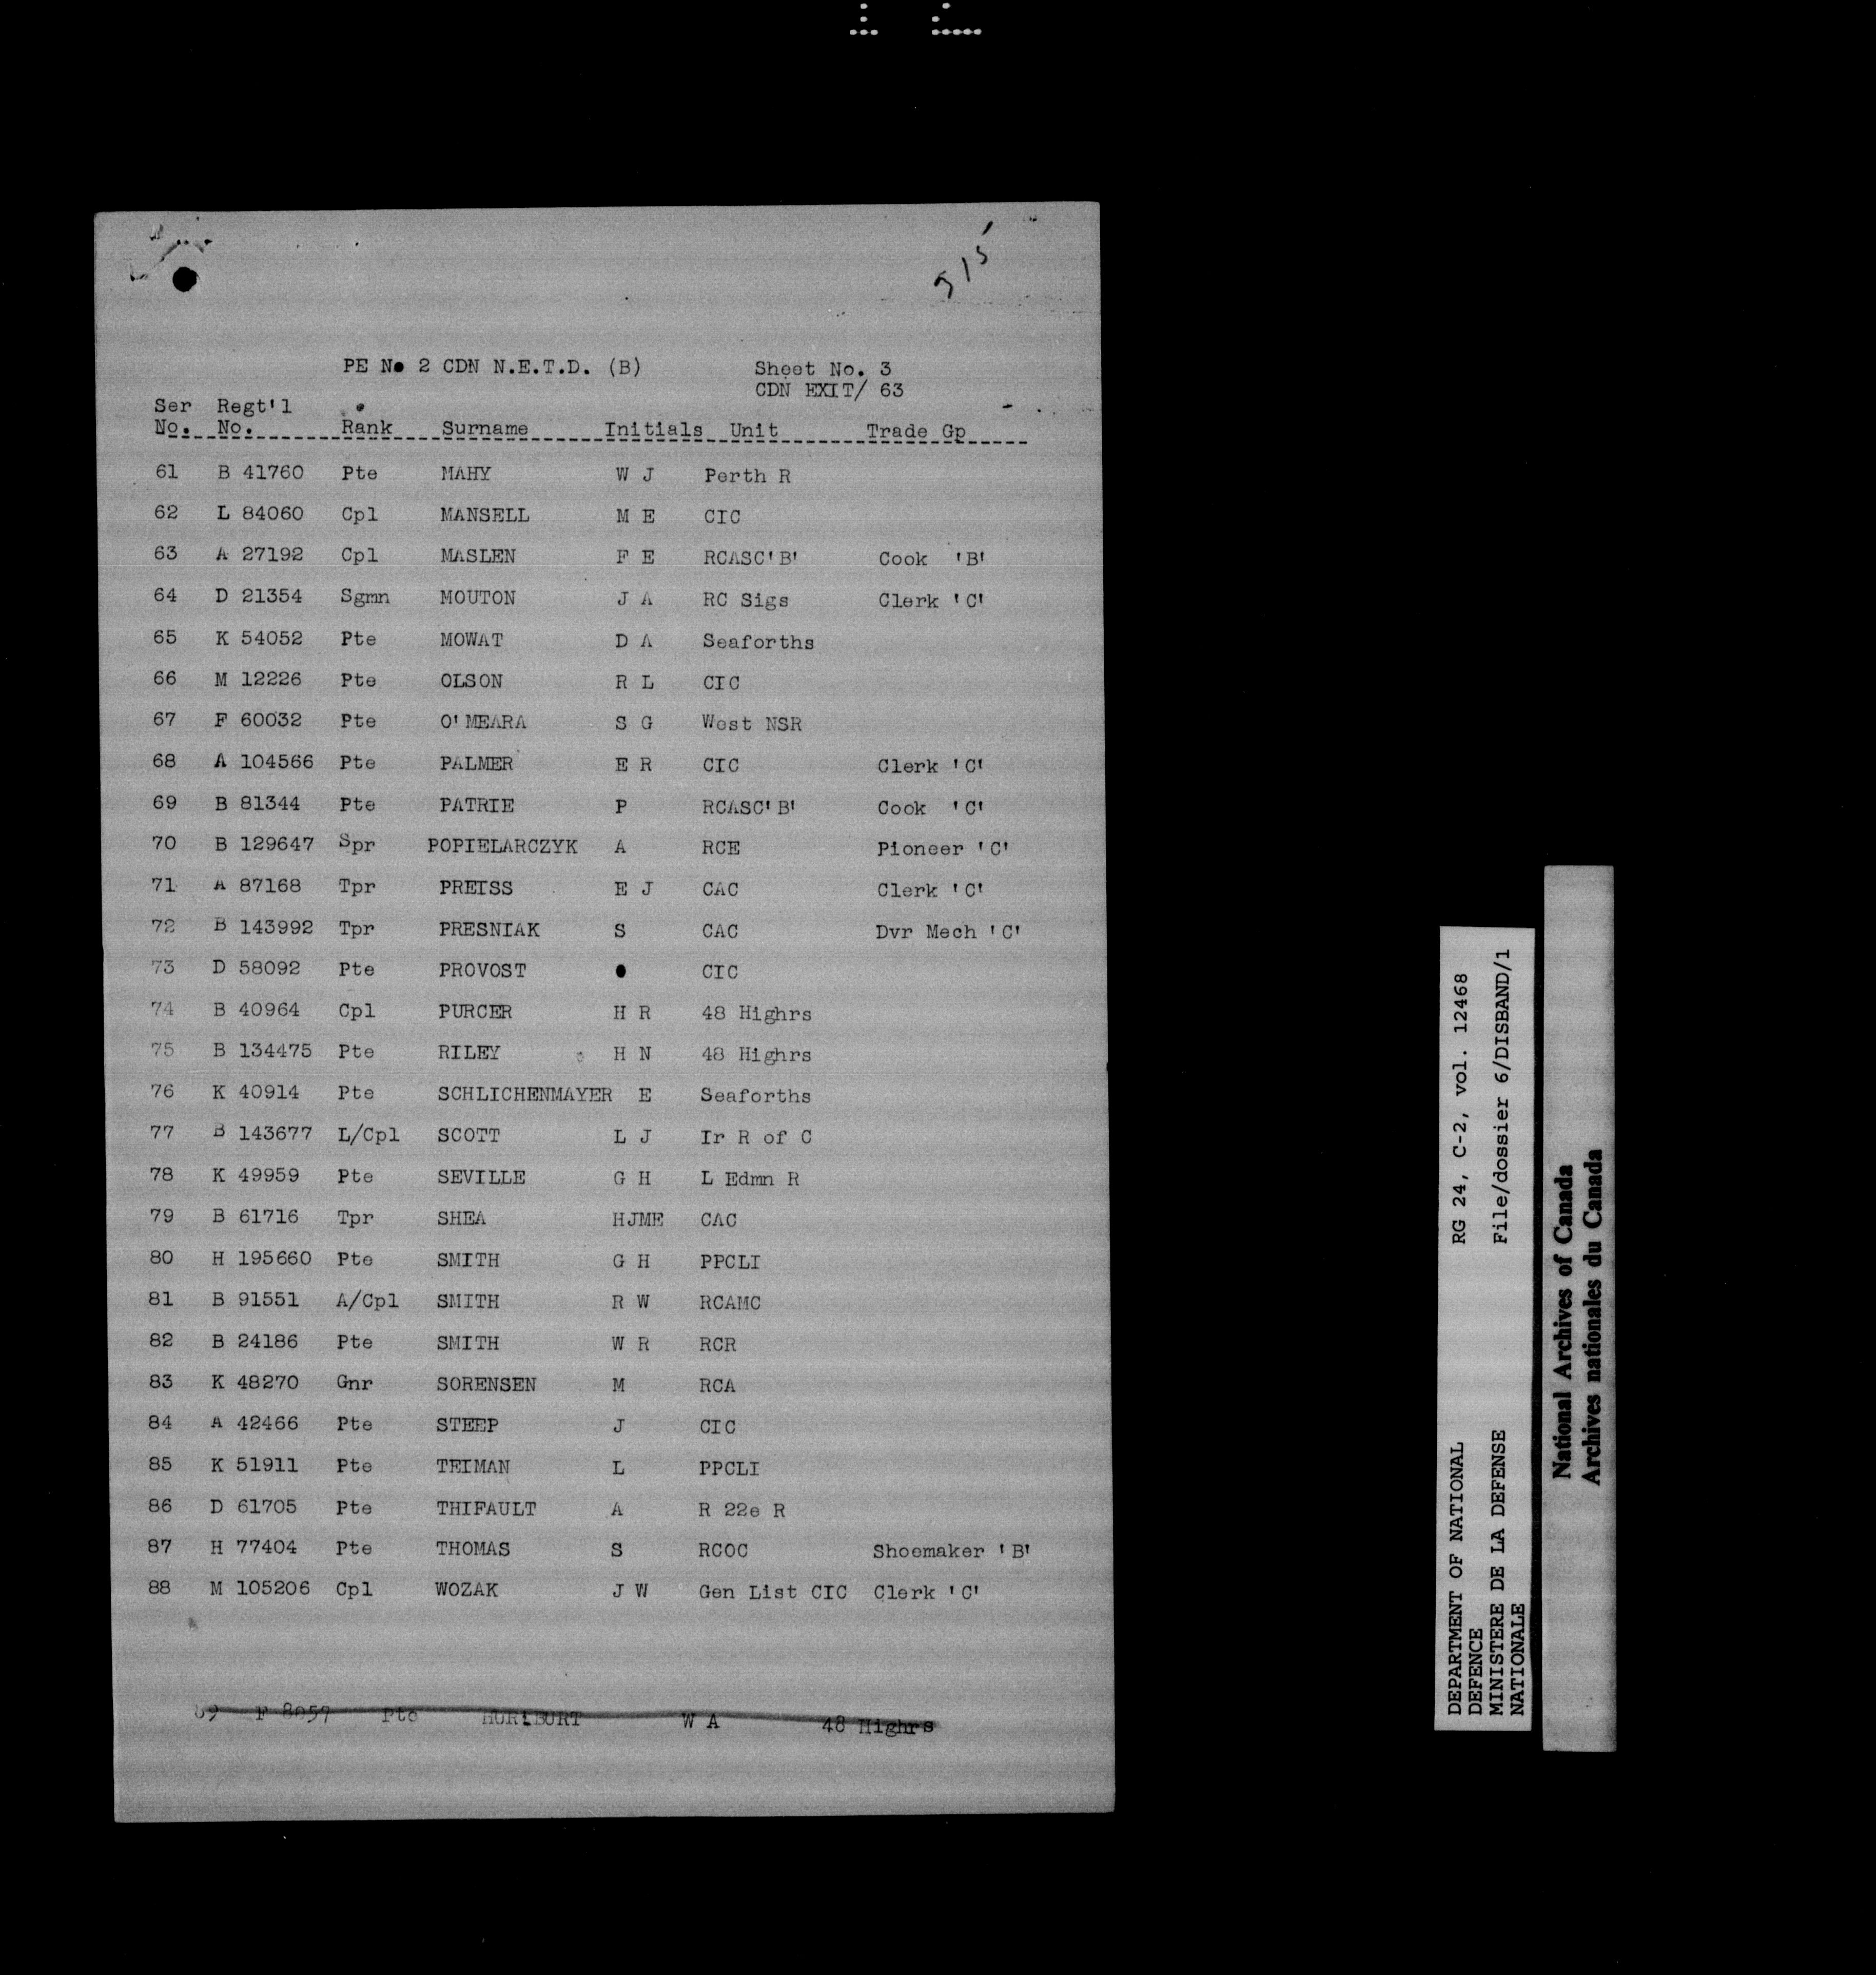 515
PE No 2 CDN N.E.T.D. (B) Sheet No. 3
CDN EXIT/ 63
Ser Regt'l
No. No. Rank Surname Initials Unit Trade Gp
61 B 41760 Pte MAHY W J Perth R
62 L 84060 Cpl MANSELL M E CIC
63 A 27192 Cpl MASLEN F E RCASC'B' Cook 'B'
64 D 21354 Sgmn MOUTON J A RC Sigs Clerk 'C'
65 K 54052 Pte MOWAT D A Seaforths
66 M 12226 Pte OLSON R L CIC
67 F 60032 Pte O'MEARA S G West NSR
68 A 104566 Pte PALMER E R CIC Clerk 'C'
69 B 81344 Pte PATRIE P RCASC'B' Cook 'C'
70 B 129647 Spr POPIELARCZYK A RCE Pioneer 'C'
71 A 87168 Tpr PREISS E J CAC Clerk 'C'
72 B 143992 Tpr PRESNIAK S CAC Dvr Mech 'C'
73 D 58092 Pte PROVOST CIC
74 B 40964 Cpl PURCER H R 48 Highrs
75 B 134475 Pte RILEY H N 48 Highrs
76 K 40914 Pte SCHLICHENMAYER E Seaforths
77 B 143677 L/Cpl SCOTT L J Ir R of C
78 K 49959 Pte SEVILLE G H L Edmn R
79 B 61716 Tpr SHEA HJME CAC
80 H 195660 Pte SMITH G H PPCLI
81 B 91551 A/Cpl SMITH R W RCAMC
82 B 24186 Pte SMITH W R RCR
83 K 48270 Gnr SORENSEN M RCA
84 A 42466 Pte STEEP J CIC
85 K 51911 Pte TEIMAN L PPCLI
86 D 61705 Pte THIFAULT A R 22e R
87 H 77404 Pte THOMAS S RCOC Shoemaker 'B'
88 M 105206 Cpl WOZAK J W Gen List CIC Clerk 'C'
89 F 8057 Pte HURLBURT W A 48 Highrs
DEPARTMENT OF NATIONAL RG 24, C-2, vol. 12468
DEFENCE
MINISTERE DE LA DEFENSE File/dossier 6/DISBAND/1
NATIONALE
National Archives of Canada
Archives nationales du Canada